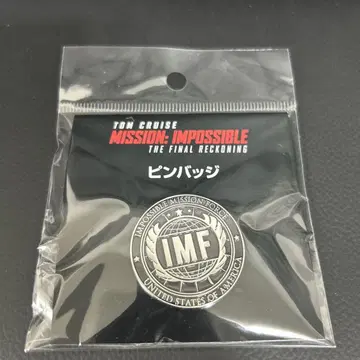 TOM CRUISE
MISSION: IMPOSSIBLE
THE FINAL RECKONING
ピンバッジ
IMPOSSIBLE MISSION FORCE
IMF
UNITED STATES OF AMERICA